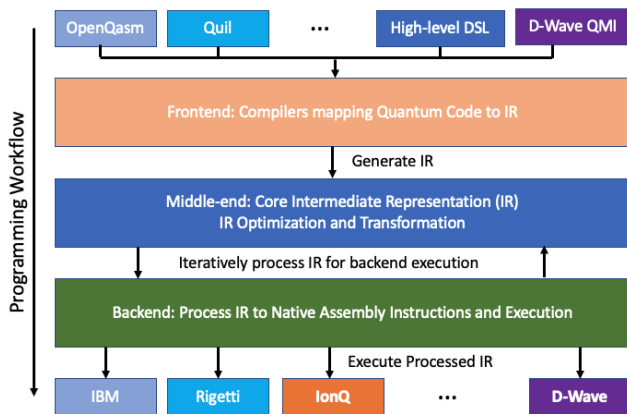 OpenQasm
Quil
...
High-level DSL
D-Wave QMI
Programming Workflow
Frontend: Compilers mapping Quantum Code to IR
Generate IR
Middle-end: Core Intermediate Representation (IR)
IR Optimization and Transformation
Iteratively process IR for backend execution
Backend: Process IR to Native Assembly Instructions and Execution
Execute Processed IR
IBM
Rigetti
IonQ
...
D-Wave